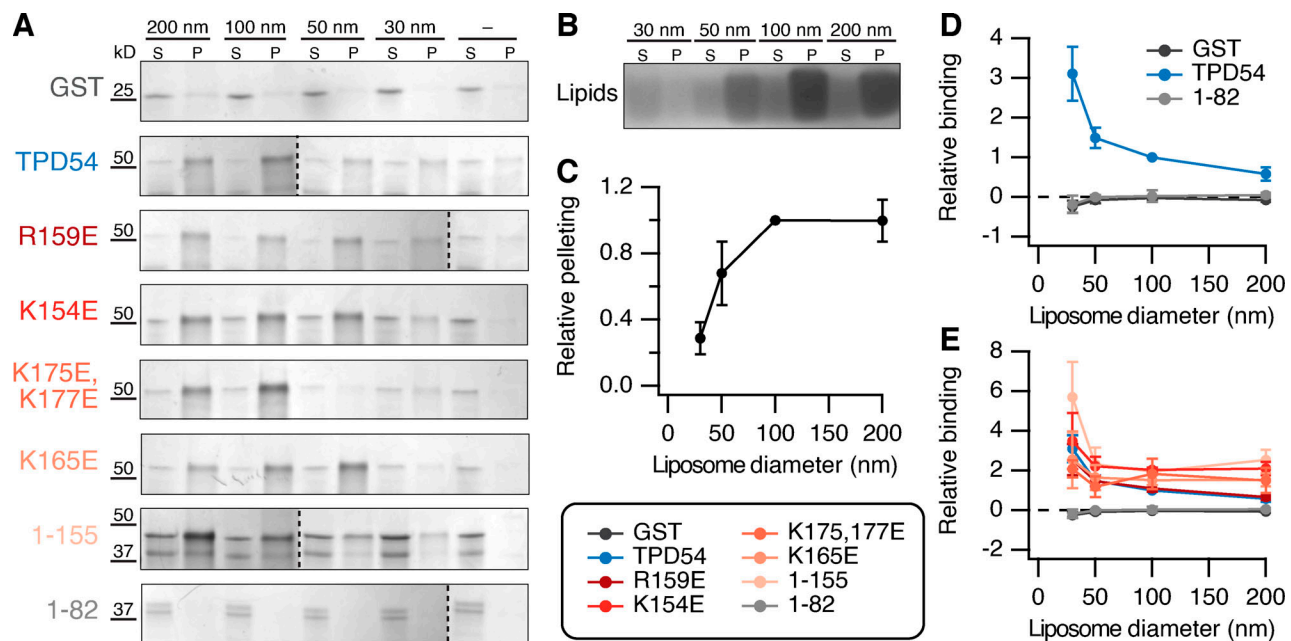 A
200 nm 100 nm 50 nm 30 nm –
kD S P S P S P S P S P
GST 25
TPD54 50
R159E 50
K154E 50
K175E, K177E 50
K165E 50
1-155 50 37
1-82 37
B
30 nm 50 nm 100 nm 200 nm
S P S P S P S P
Lipids
C
Relative pelleting
1.2
0.8
0.4
0.0
0 50 100 150 200
Liposome diameter (nm)
GST
TPD54
R159E
K154E
K175,177E
K165E
1-155
1-82
D
GST
TPD54
1-82
Relative binding
4
3
2
1
0
-1
0 50 100 150 200
Liposome diameter (nm)
E
Relative binding
8
6
4
2
0
-2
0 50 100 150 200
Liposome diameter (nm)